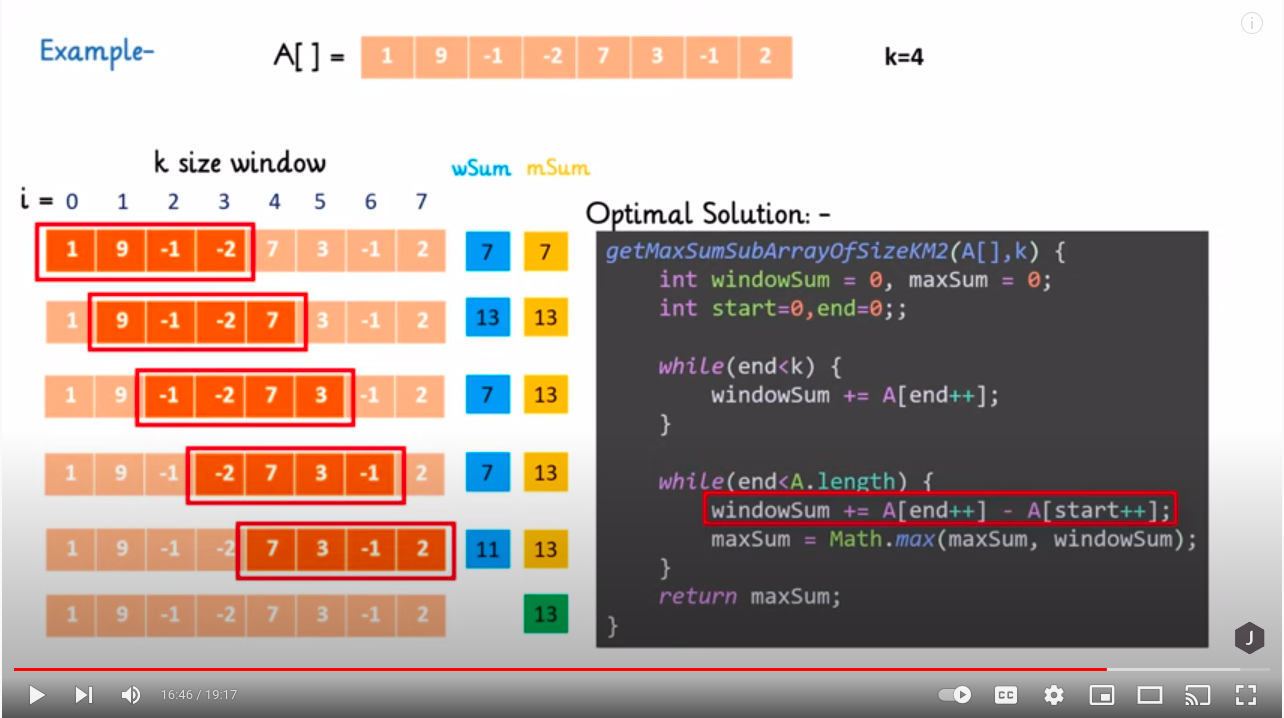 Example-
A[ ] = 1 9 -1 -2 7 3 -1 2
k=4
k size window
wSum mSum
i = 0 1 2 3 4 5 6 7
1 9 -1 -2 7 3 -1 2 7 7
1 9 -1 -2 7 3 -1 2 13 13
1 9 -1 -2 7 3 -1 2 7 13
1 9 -1 -2 7 3 -1 2 7 13
1 9 -1 -2 7 3 -1 2 11 13
1 9 -1 -2 7 3 -1 2 13
Optimal Solution: -
getMaxSumSubArrayOfSizeKM2(A[],k) {
int windowSum = 0, maxSum = 0;
int start=0,end=0;;
while(end<k) {
windowSum += A[end++];
}
while(end<A.length) {
windowSum += A[end++] - A[start++];
maxSum = Math.max(maxSum, windowSum);
}
return maxSum;
}
J
16:46 / 19:17
CC